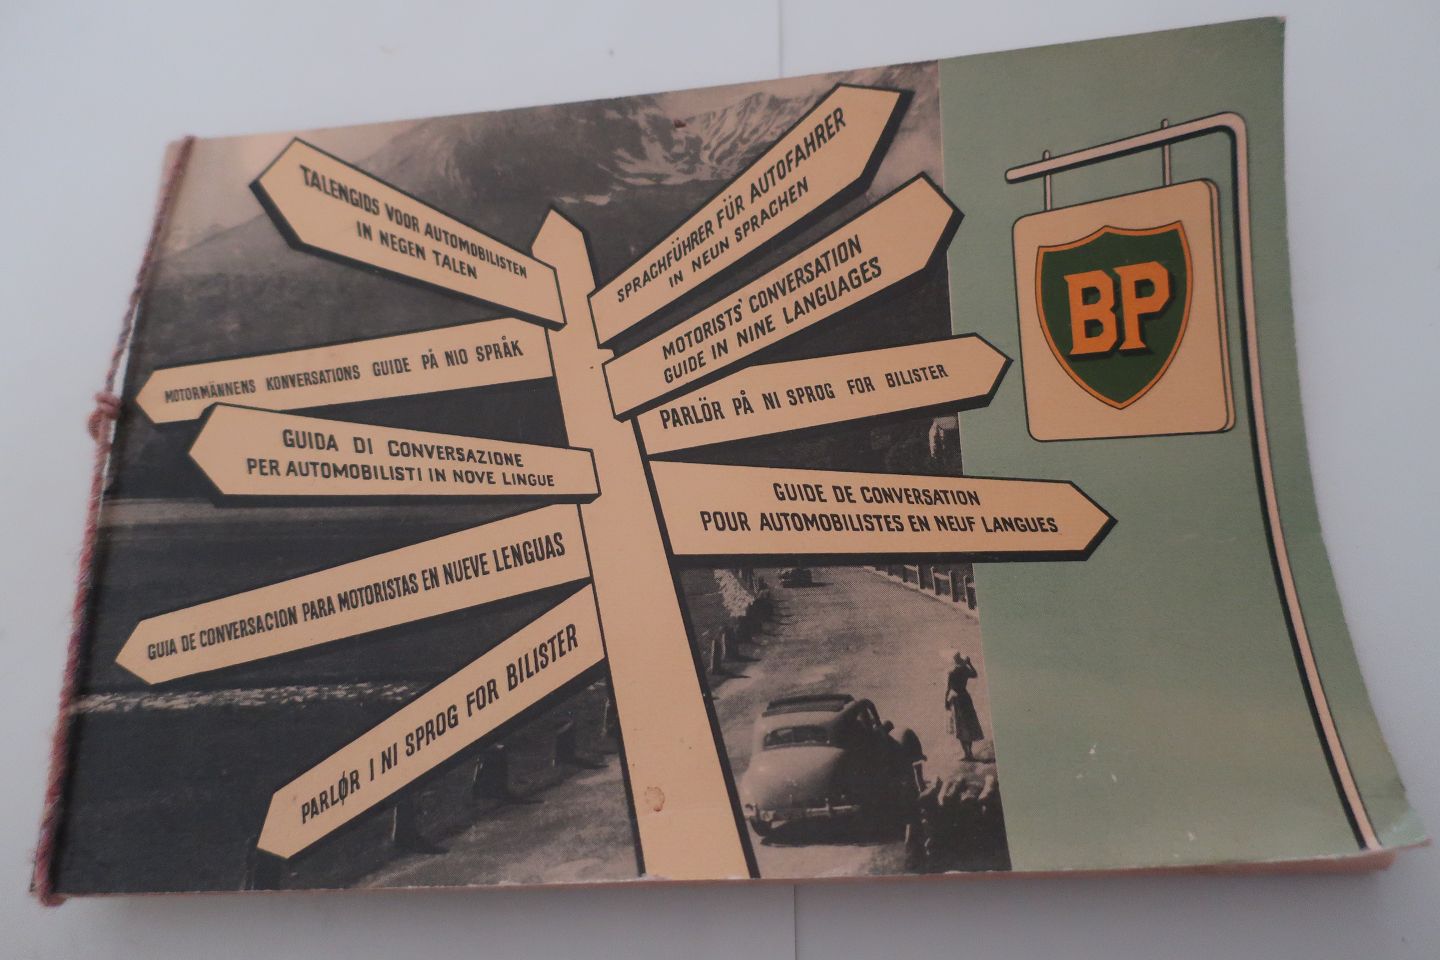 TALENGIDS VOOR AUTOMOBILISTEN
IN NEGEN TALEN
MOTORMÄNNENS KONVERSATIONS GUIDE PÅ NIO SPRÅK
GUIDA DI CONVERSAZIONE
PER AUTOMOBILISTI IN NOVE LINGUE
GUIA DE CONVERSACION PARA MOTORISTAS EN NUEVE LENGUAS
PARLØR I NI SPROG FOR BILISTER
SPRACHFÜHRER FÜR AUTOFAHRER
IN NEUN SPRACHEN
MOTORISTS' CONVERSATION
GUIDE IN NINE LANGUAGES
PARLÖR PÅ NI SPROG FOR BILISTER
GUIDE DE CONVERSATION
POUR AUTOMOBILISTES EN NEUF LANGUES
BP